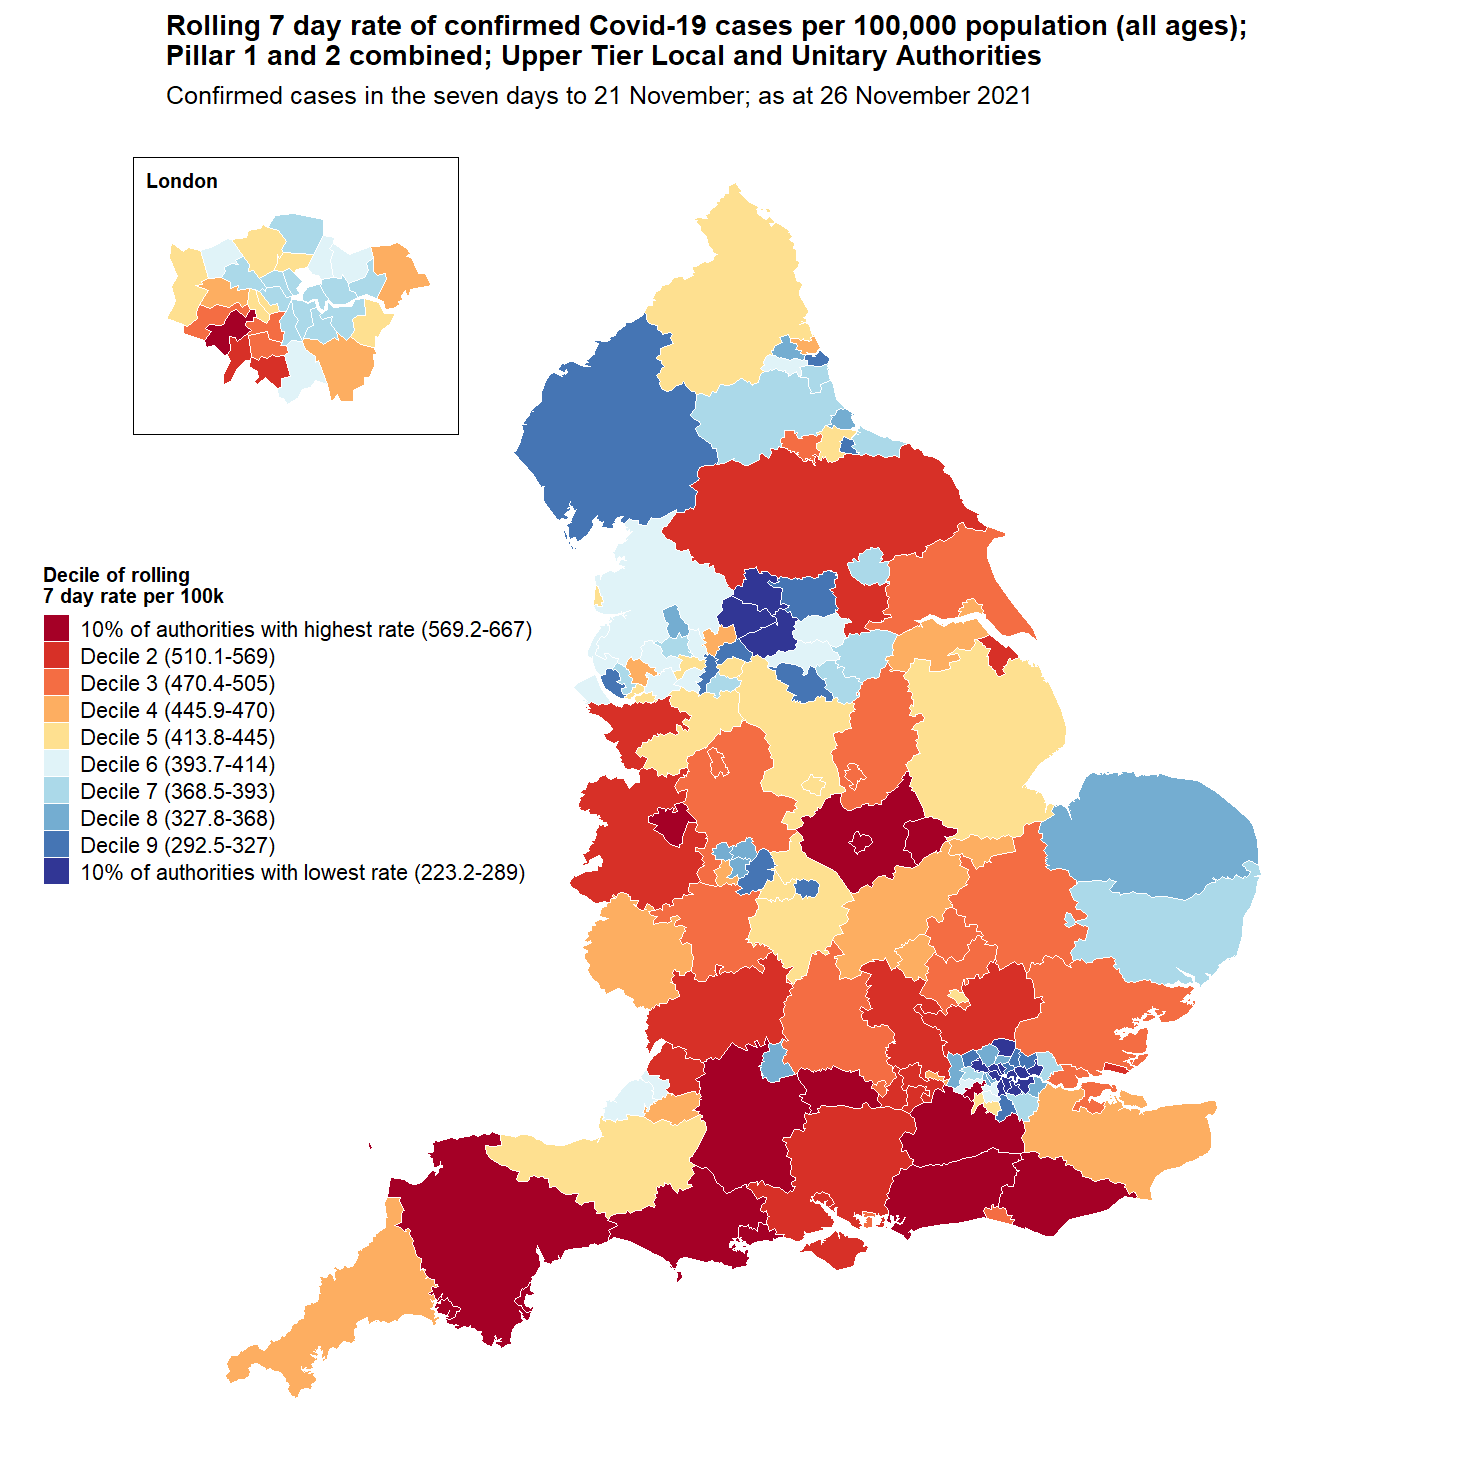 Rolling 7 day rate of confirmed Covid-19 cases per 100,000 population (all ages);
Pillar 1 and 2 combined; Upper Tier Local and Unitary Authorities
Confirmed cases in the seven days to 21 November; as at 26 November 2021
London
Decile of rolling
7 day rate per 100k
10% of authorities with highest rate (569.2-667)
Decile 2 (510.1-569)
Decile 3 (470.4-505)
Decile 4 (445.9-470)
Decile 5 (413.8-445)
Decile 6 (393.7-414)
Decile 7 (368.5-393)
Decile 8 (327.8-368)
Decile 9 (292.5-327)
10% of authorities with lowest rate (223.2-289)